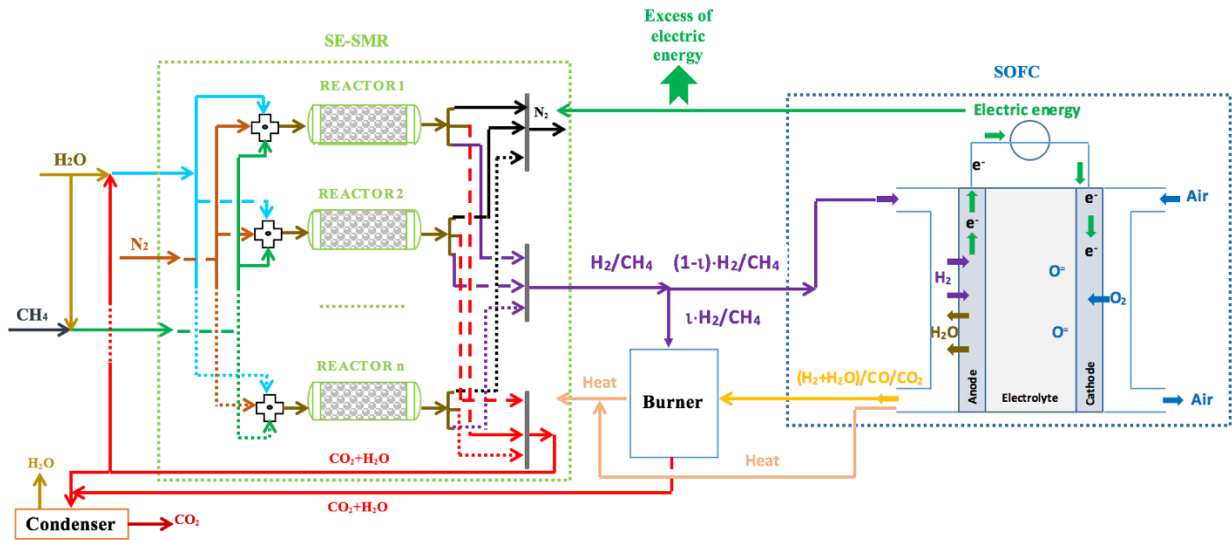 Excess of
electric
energy
SE-SMR
SOFC
REACTOR 1
N₂
Electric energy
H₂O
e⁻
REACTOR 2
e⁻
e⁻
Air
N₂
e⁻
H₂/CH₄
(1-ι)·H₂/CH₄
H₂
O⁼
O₂
CH₄
ι·H₂/CH₄
H₂O
O⁼
REACTOR n
Heat
Burner
(H₂+H₂O)/CO/CO₂
Anode
Electrolyte
Cathode
Air
CO₂+H₂O
Heat
H₂O
CO₂+H₂O
Condenser
CO₂